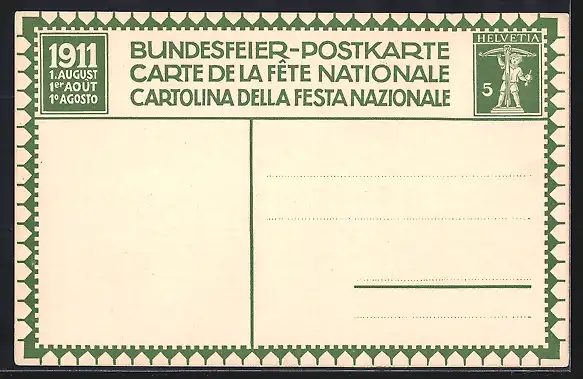 1911
1. AUGUST
1er AOÛT
1º AGOSTO
BUNDESFEIER-POSTKARTE
CARTE DE LA FÊTE NATIONALE
CARTOLINA DELLA FESTA NAZIONALE
HELVETIA
5